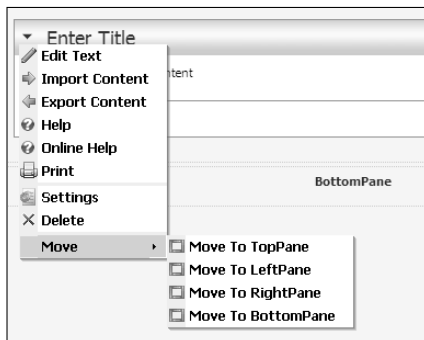 Enter Title
Edit Text
ntent
Import Content
Export Content
Help
Online Help
Print
BottomPane
Settings
Delete
Move
Move To TopPane
Move To LeftPane
Move To RightPane
Move To BottomPane